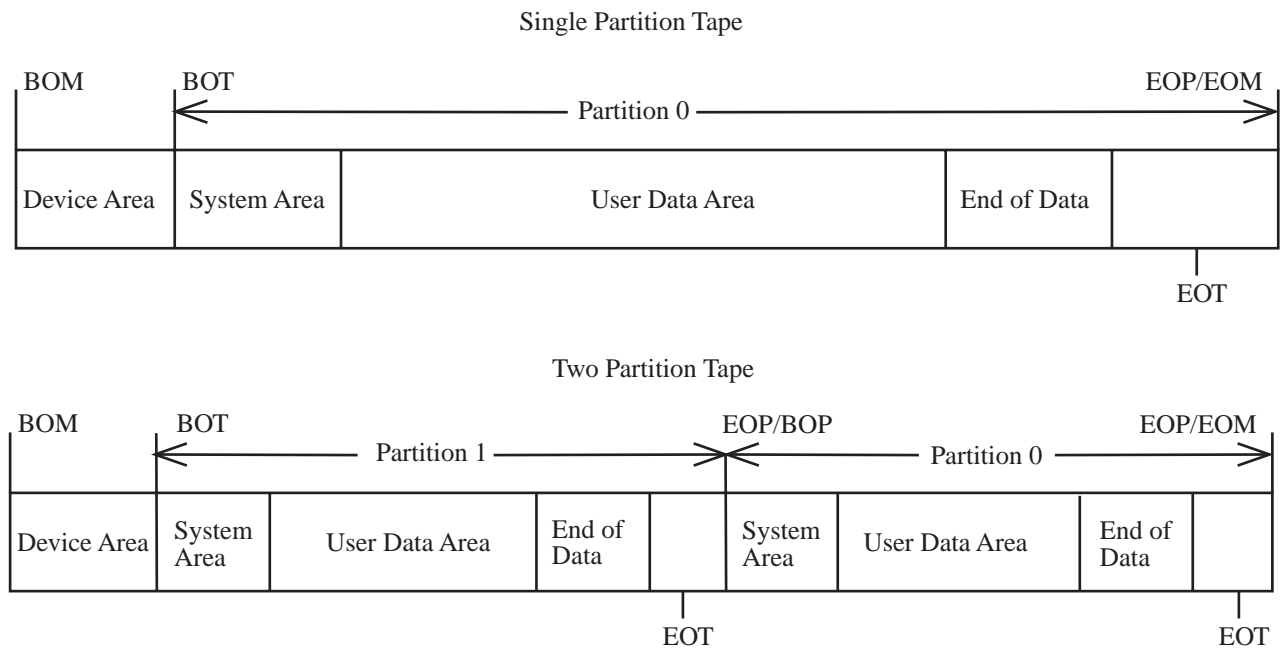 Single Partition Tape
BOM BOT EOP/EOM
Partition 0
Device Area System Area User Data Area End of Data
EOT
Two Partition Tape
BOM BOT EOP/BOP EOP/EOM
Partition 1 Partition 0
Device Area System Area User Data Area End of Data System Area User Data Area End of Data
EOT EOT